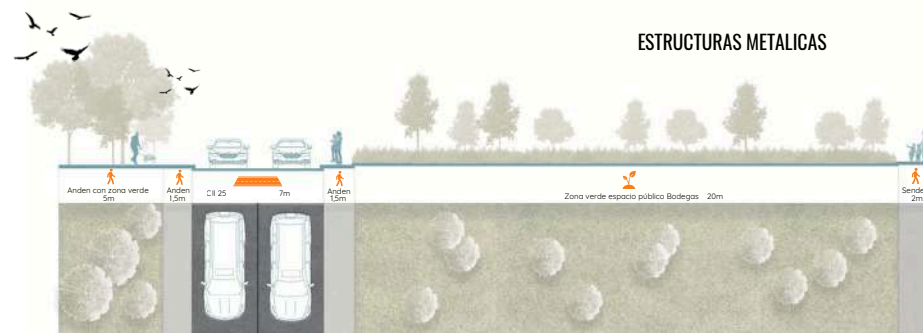 ESTRUCTURAS METALICAS
Anden con zona verde
5m
Anden
1,5m
Cll 25 7m
Anden
1,5m
Zona verde espacio público Bodegas 20m
2m